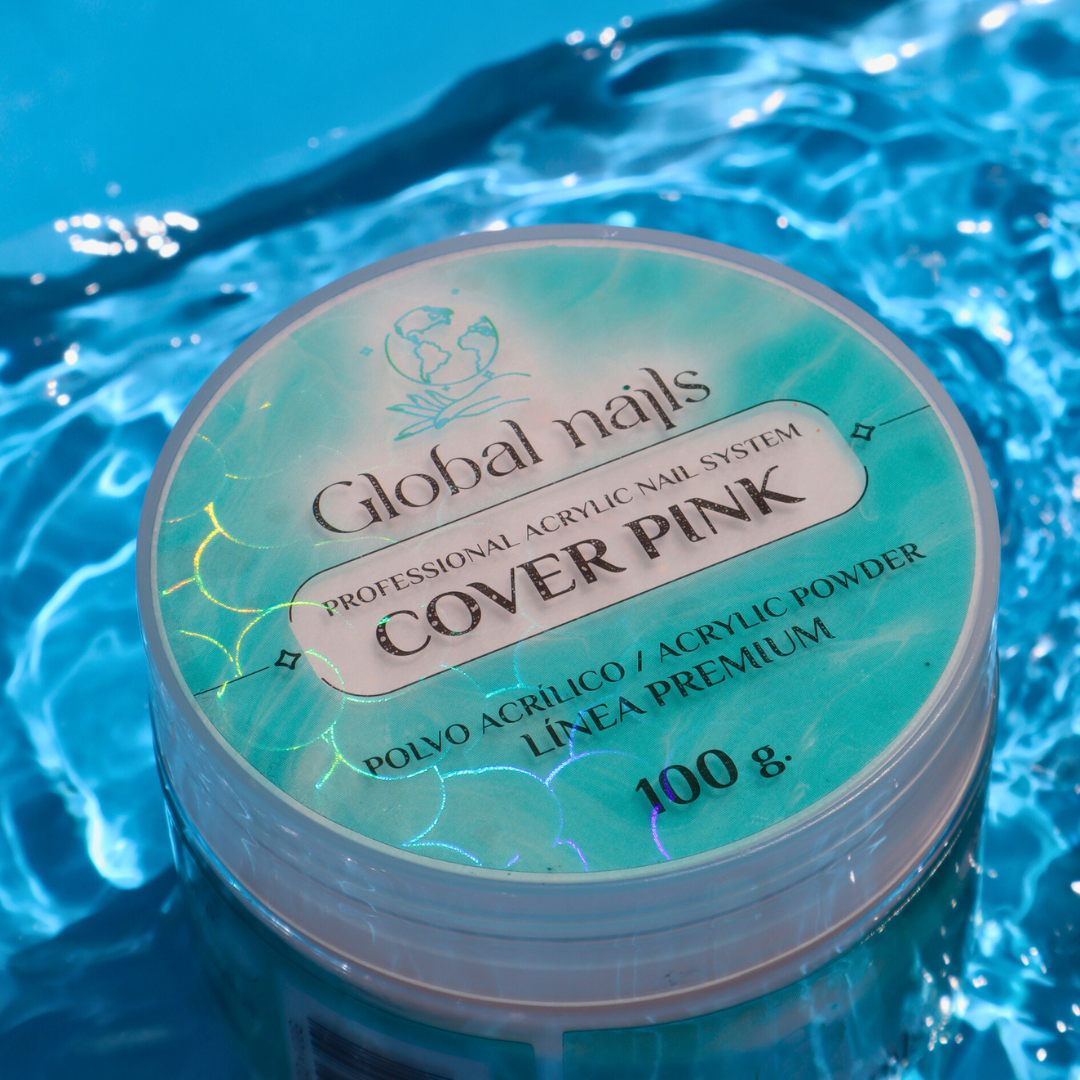 Global nails
PROFESSIONAL ACRYLIC NAIL SYSTEM
COVER PINK
POLVO ACRÍLICO / ACRYLIC POWDER
LÍNEA PREMIUM
100 g.